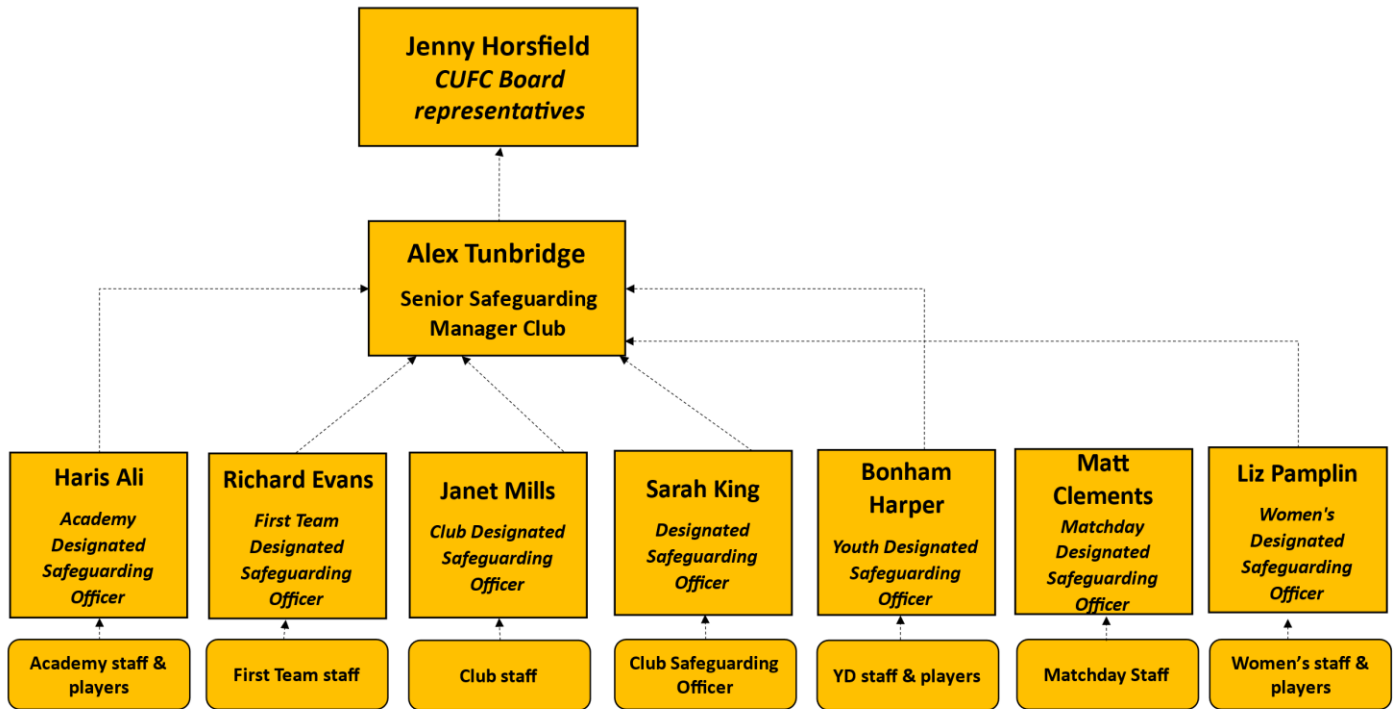 Jenny Horsfield
CUFC Board
representatives
Alex Tunbridge
Senior Safeguarding
Manager Club
Haris Ali
Academy
Designated
Safeguarding
Officer
Richard Evans
First Team
Designated
Safeguarding
Officer
Janet Mills
Club Designated
Safeguarding
Officer
Sarah King
Designated
Safeguarding
Officer
Bonham
Harper
Youth Designated
Safeguarding
Officer
Matt
Clements
Matchday
Designated
Safeguarding
Officer
Liz Pamplin
Women's
Designated
Safeguarding
Officer
Academy staff &
players
First Team staff
Club staff
Club Safeguarding
Officer
YD staff & players
Matchday Staff
Women’s staff &
players